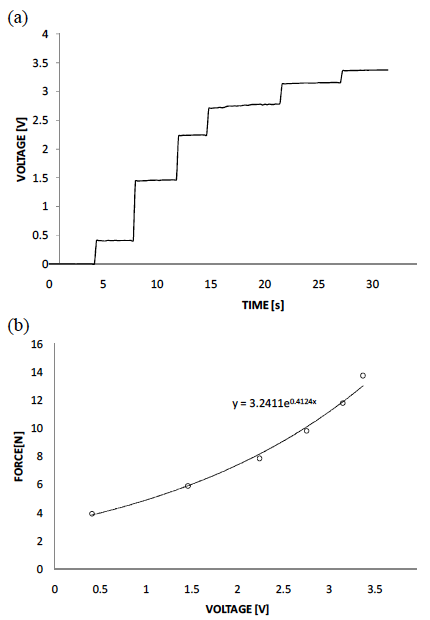 (a)
4
3.5
3
2.5
2
1.5
1
0.5
0
VOLTAGE [V]
0 5 10 15 20 25 30
TIME [s]
(b)
16
14
12
10
8
6
4
2
0
FORCE[N]
y = 3.2411e^0.4124x
0 0.5 1 1.5 2 2.5 3 3.5
VOLTAGE [V]